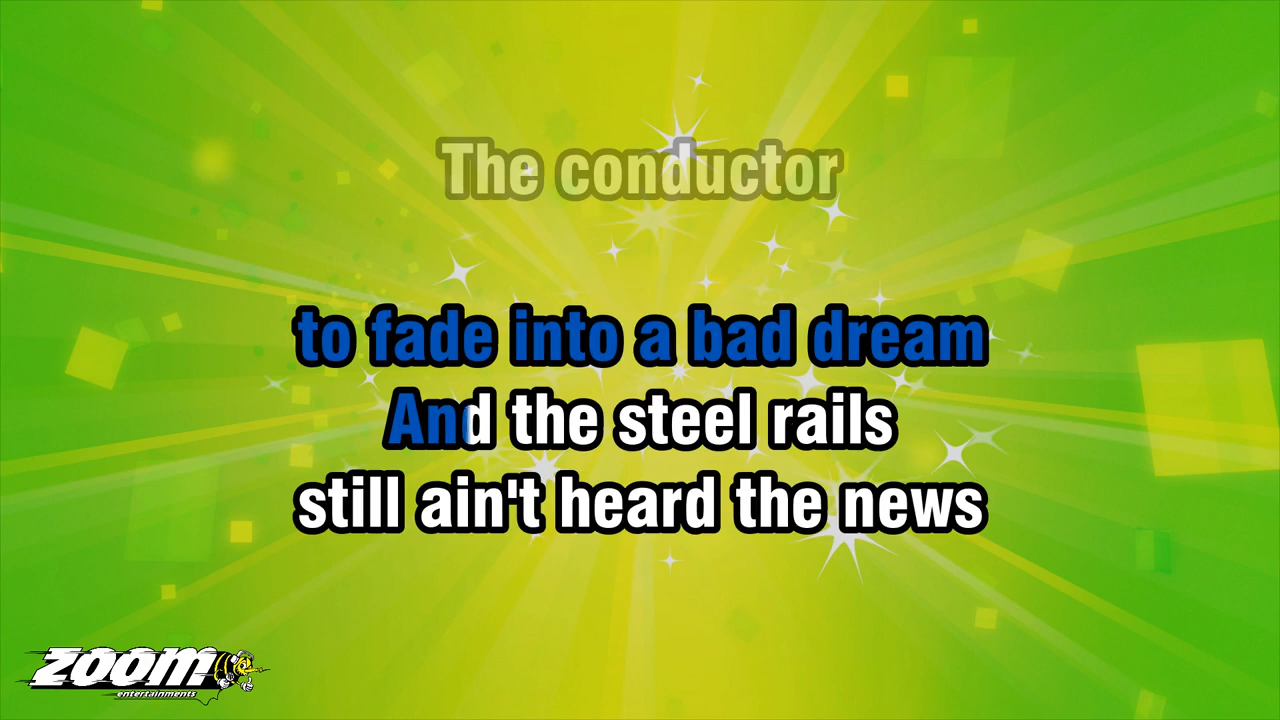 The conductor
to fade into a bad dream
And the steel rails
still ain't heard the news
zoom
entertainments